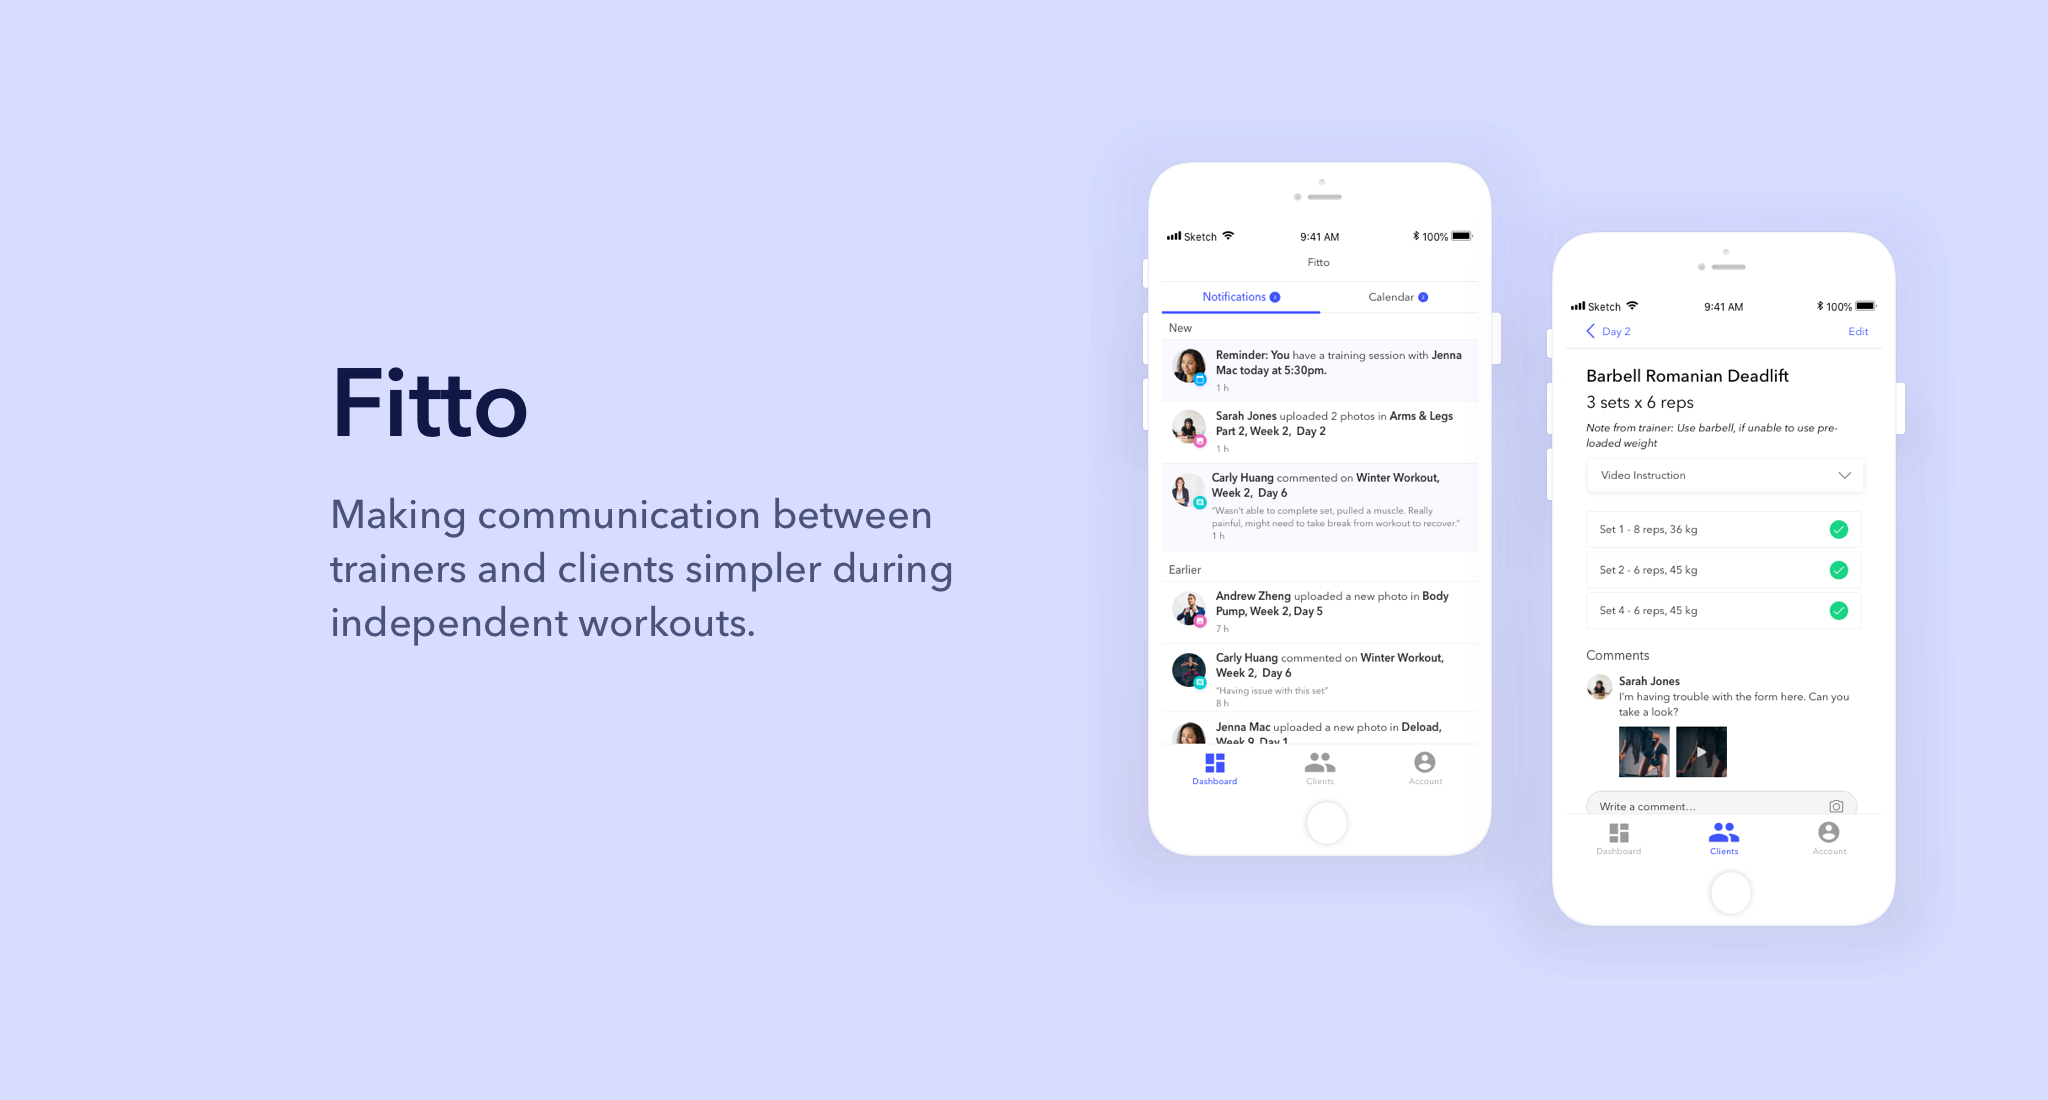 Fitto
Making communication between
trainers and clients simpler during
independent workouts.
Sketch
9:41 AM
100%
Fitto
Notifications
Calendar
New
Reminder: You have a training session with Jenna
Mac today at 5:30pm.
1 h
Sarah Jones uploaded 2 photos in Arms & Legs
Part 2, Week 2, Day 2
1 h
Carly Huang commented on Winter Workout,
Week 2, Day 6
"Wasn't able to complete set, pulled a muscle. Really
painful, might need to take break from workout to recover."
1 h
Earlier
Andrew Zheng uploaded a new photo in Body
Pump, Week 2, Day 5
7 h
Carly Huang commented on Winter Workout,
Week 2, Day 6
"Having issue with this set"
8 h
Jenna Mac uploaded a new photo in Deload,
Week 9, Day 1
Dashboard
Clients
Account
Sketch
9:41 AM
100%
Day 2
Edit
Barbell Romanian Deadlift
3 sets x 6 reps
Note from trainer: Use barbell, if unable to use pre-
loaded weight
Video Instruction
Set 1 - 8 reps, 36 kg
Set 2 - 6 reps, 45 kg
Set 4 - 6 reps, 45 kg
Comments
Sarah Jones
I'm having trouble with the form here. Can you
take a look?
Write a comment...
Dashboard
Clients
Account